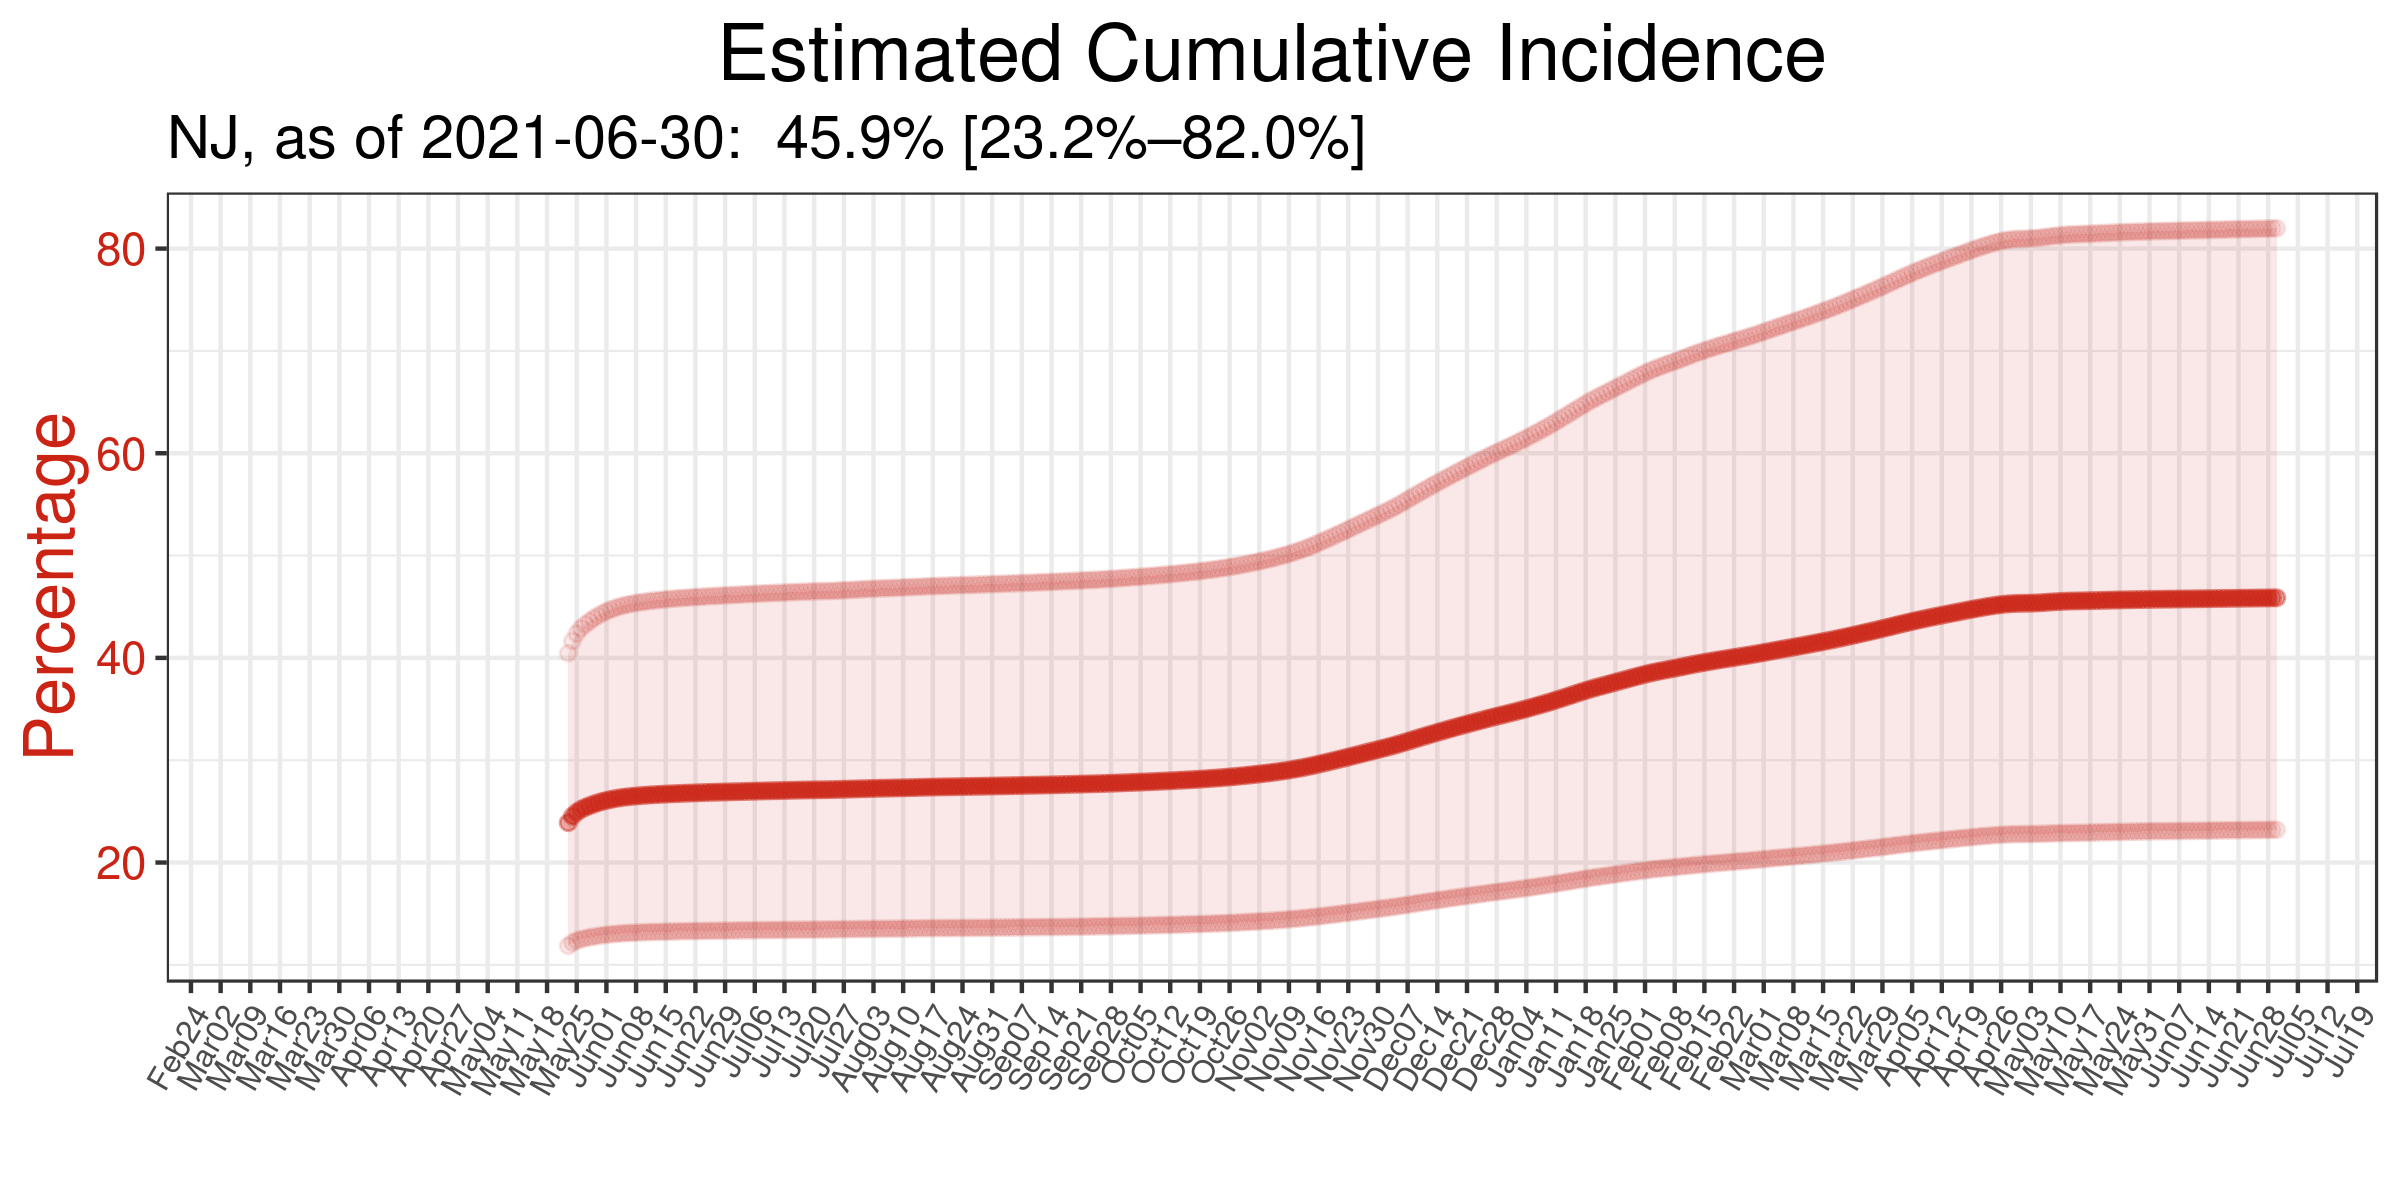 Estimated Cumulative Incidence
NJ, as of 2021-06-30:  45.9% [23.2%–82.0%]
Percentage
80
60
40
20
Feb24
Mar02
Mar09
Mar16
Mar23
Mar30
Apr06
Apr13
Apr20
Apr27
May04
May11
May18
May25
Jun01
Jun08
Jun15
Jun22
Jun29
Jul06
Jul13
Jul20
Jul27
Aug03
Aug10
Aug17
Aug24
Aug31
Sep07
Sep14
Sep21
Sep28
Oct05
Oct12
Oct19
Oct26
Nov02
Nov09
Nov16
Nov23
Nov30
Dec07
Dec14
Dec21
Dec28
Jan04
Jan11
Jan18
Jan25
Feb01
Feb08
Feb15
Feb22
Mar01
Mar08
Mar15
Mar22
Mar29
Apr05
Apr12
Apr19
Apr26
May03
May10
May17
May24
May31
Jun07
Jun14
Jun21
Jun28
Jul05
Jul12
Jul19